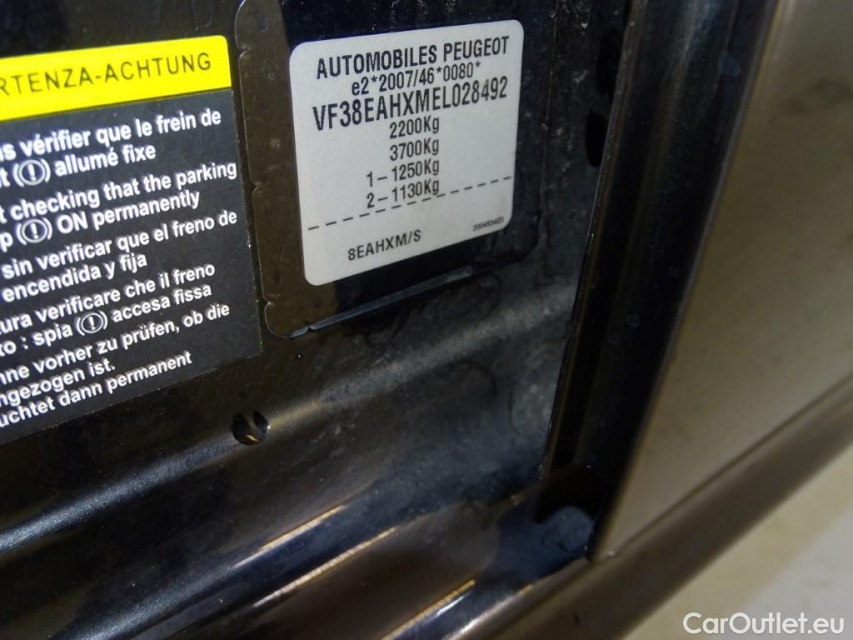 RTENZA-ACHTUNG
s vérifier que le frein de
t (!) allumé fixe
t checking that the parking
p (!) ON permanently
sin verificar que el freno de
encendida y fija
ura verificare che il freno
to : spia (!) accesa fissa
hne vorher zu prüfen, ob die
ngezogen ist.
uchtet dann permanent
AUTOMOBILES PEUGEOT
e2*2007/46*0080*
VF38EAHXMEL028492
2200Kg
3700Kg
1-1250Kg
2-1130Kg
8EAHXM/S
CarOutlet.eu